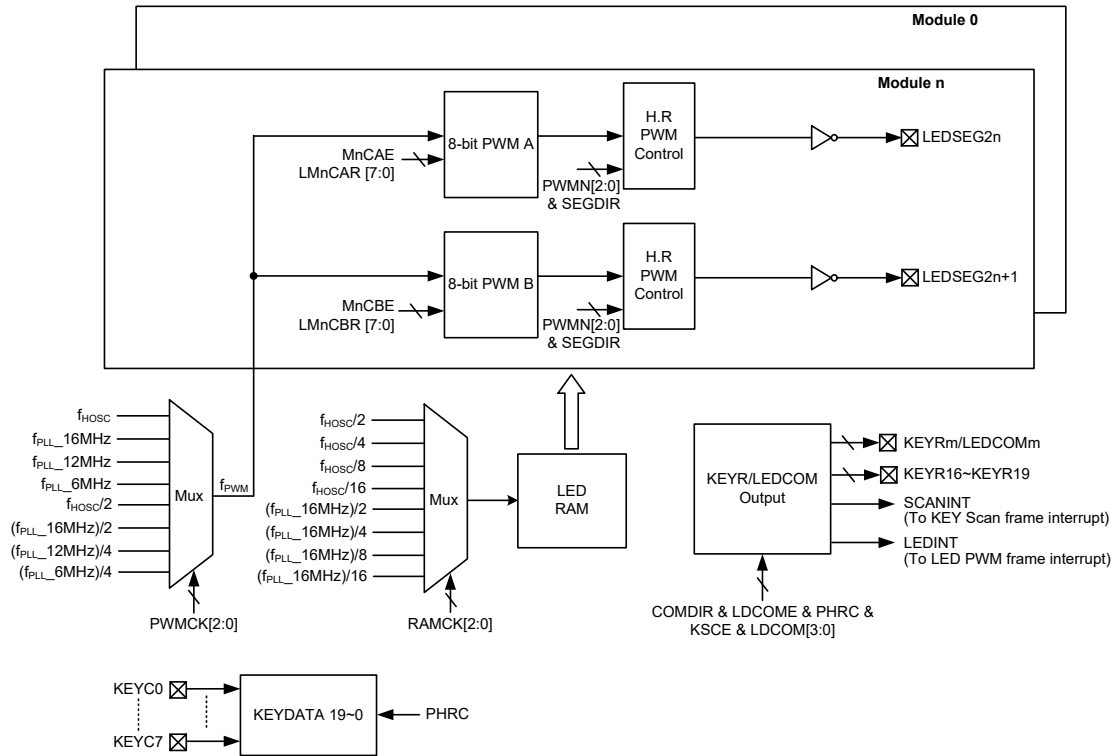 Module 0
Module n
8-bit PWM A
MnCAE
LMnCAR [7:0]
H.R
PWM
Control
PWMN[2:0]
& SEGDIR
LEDSEG2n
8-bit PWM B
MnCBE
LMnCBR [7:0]
H.R
PWM
Control
PWMN[2:0]
& SEGDIR
LEDSEG2n+1
fHOSC
fPLL_16MHz
fPLL_12MHz
fPLL_6MHz
fHOSC/2
(fPLL_16MHz)/2
(fPLL_12MHz)/4
(fPLL_6MHz)/4
Mux
fPWM
PWMCK[2:0]
fHOSC/2
fHOSC/4
fHOSC/8
fHOSC/16
(fPLL_16MHz)/2
(fPLL_16MHz)/4
(fPLL_16MHz)/8
(fPLL_16MHz)/16
Mux
RAMCK[2:0]
LED
RAM
KEYR/LEDCOM
Output
KEYRm/LEDCOMm
KEYR16~KEYR19
SCANINT
(To KEY Scan frame interrupt)
LEDINT
(To LED PWM frame interrupt)
COMDIR & LDCOME & PHRC &
KSCE & LDCOM[3:0]
KEYC0
KEYC7
KEYDATA 19~0
PHRC